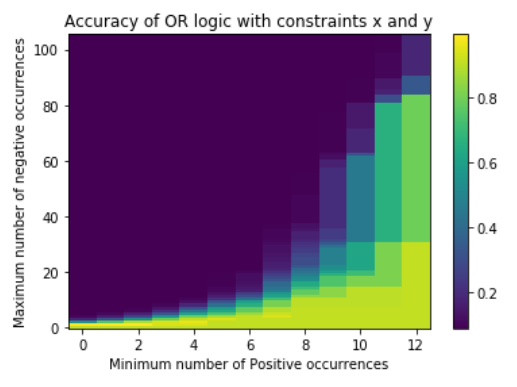 Accuracy of OR logic with constraints x and y
Maximum number of negative occurrences
100
80
60
40
20
0
0 2 4 6 8 10 12
Minimum number of Positive occurrences
0.8
0.6
0.4
0.2